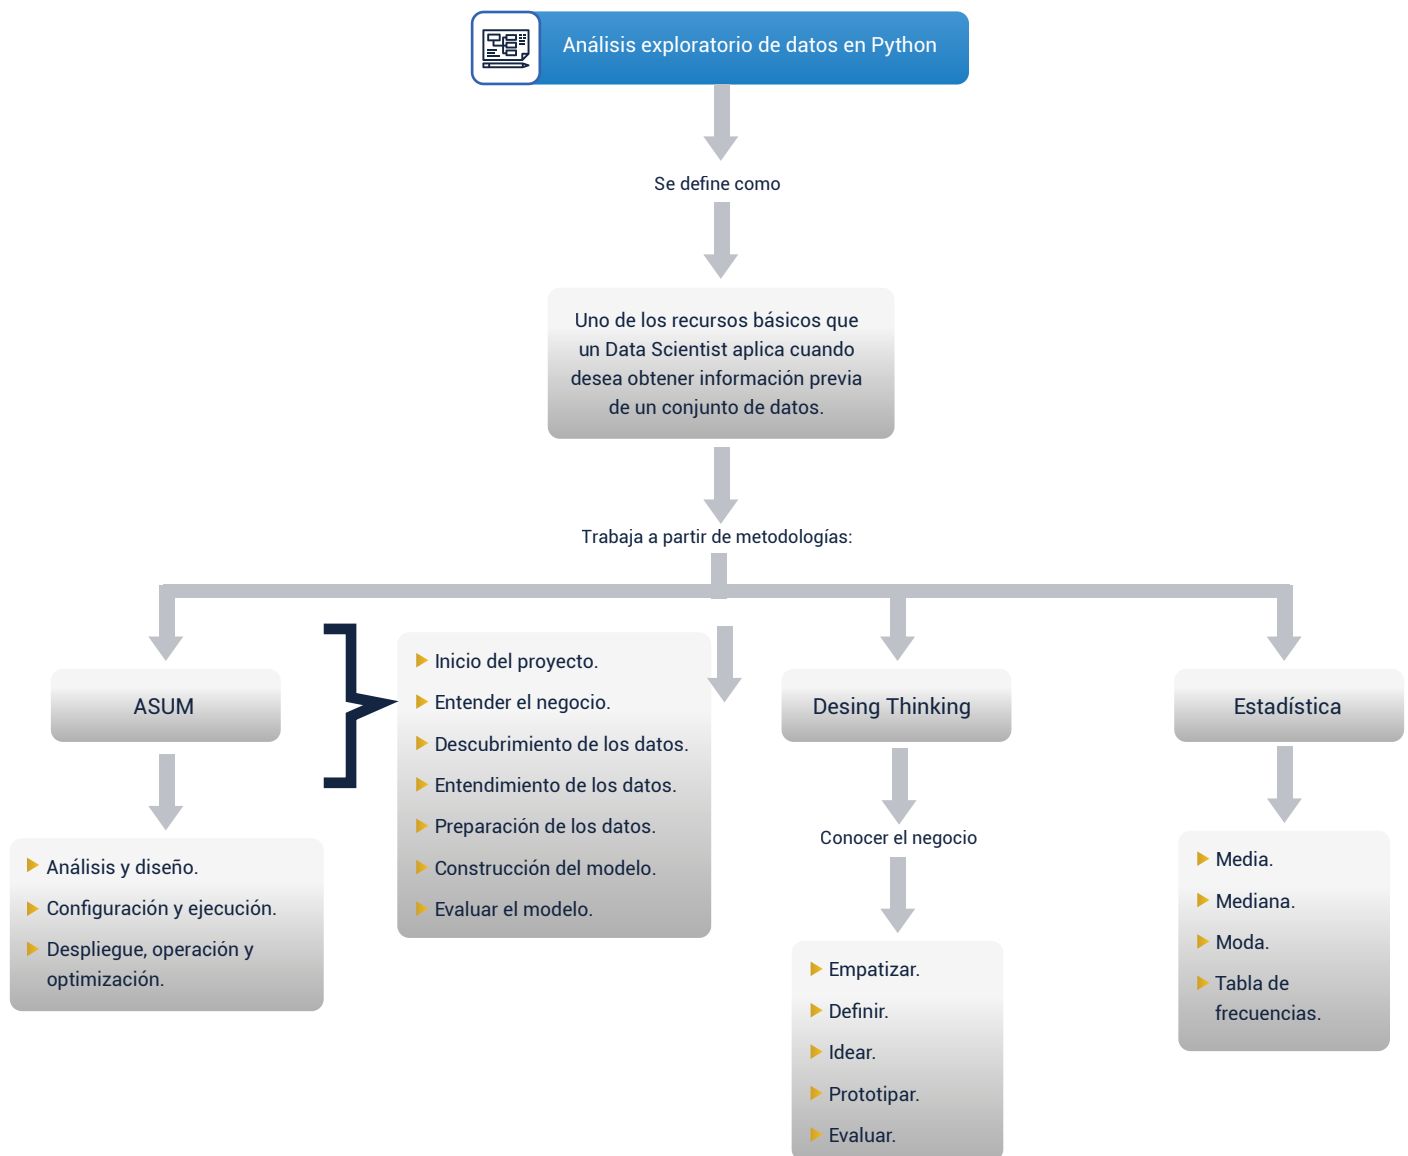 Análisis exploratorio de datos en Python
Se define como
Uno de los recursos básicos que
un Data Scientist aplica cuando
desea obtener información previa
de un conjunto de datos.
Trabaja a partir de metodologías:
ASUM
Análisis y diseño.
Configuración y ejecución.
Despliegue, operación y
optimización.
Inicio del proyecto.
Entender el negocio.
Descubrimiento de los datos.
Entendimiento de los datos.
Preparación de los datos.
Construcción del modelo.
Evaluar el modelo.
Desing Thinking
Conocer el negocio
Empatizar.
Definir.
Idear.
Prototipar.
Evaluar.
Estadística
Media.
Mediana.
Moda.
Tabla de
frecuencias.